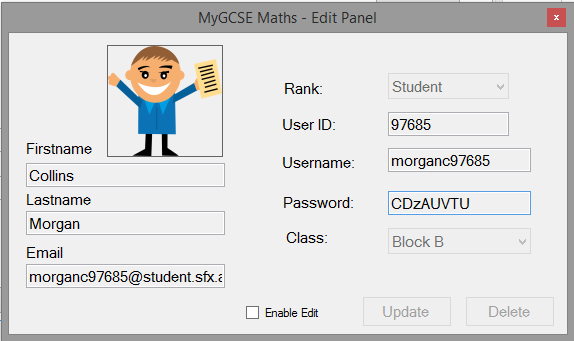 MyGCSE Maths - Edit Panel
x
Rank:
Student
User ID:
97685
Firstname
Collins
Username:
morganc97685
Lastname
Morgan
Password:
CDzAUVTU
Class:
Block B
Email
morganc97685@student.sfx.a
Enable Edit
Update
Delete